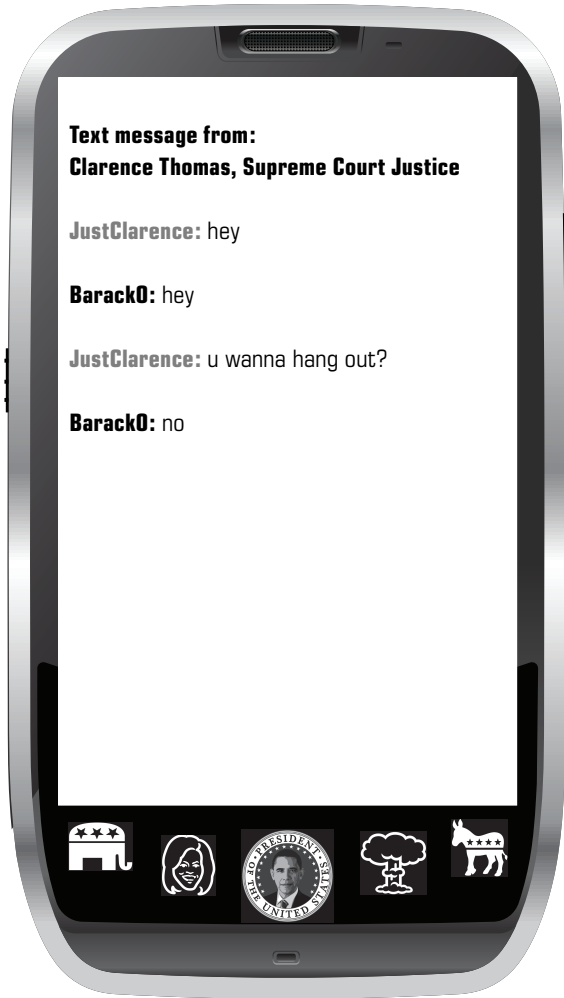 Text message from:
Clarence Thomas, Supreme Court Justice
JustClarence: hey
BarackO: hey
JustClarence: u wanna hang out?
BarackO: no
PRESIDENT
OF THE UNITED STATES